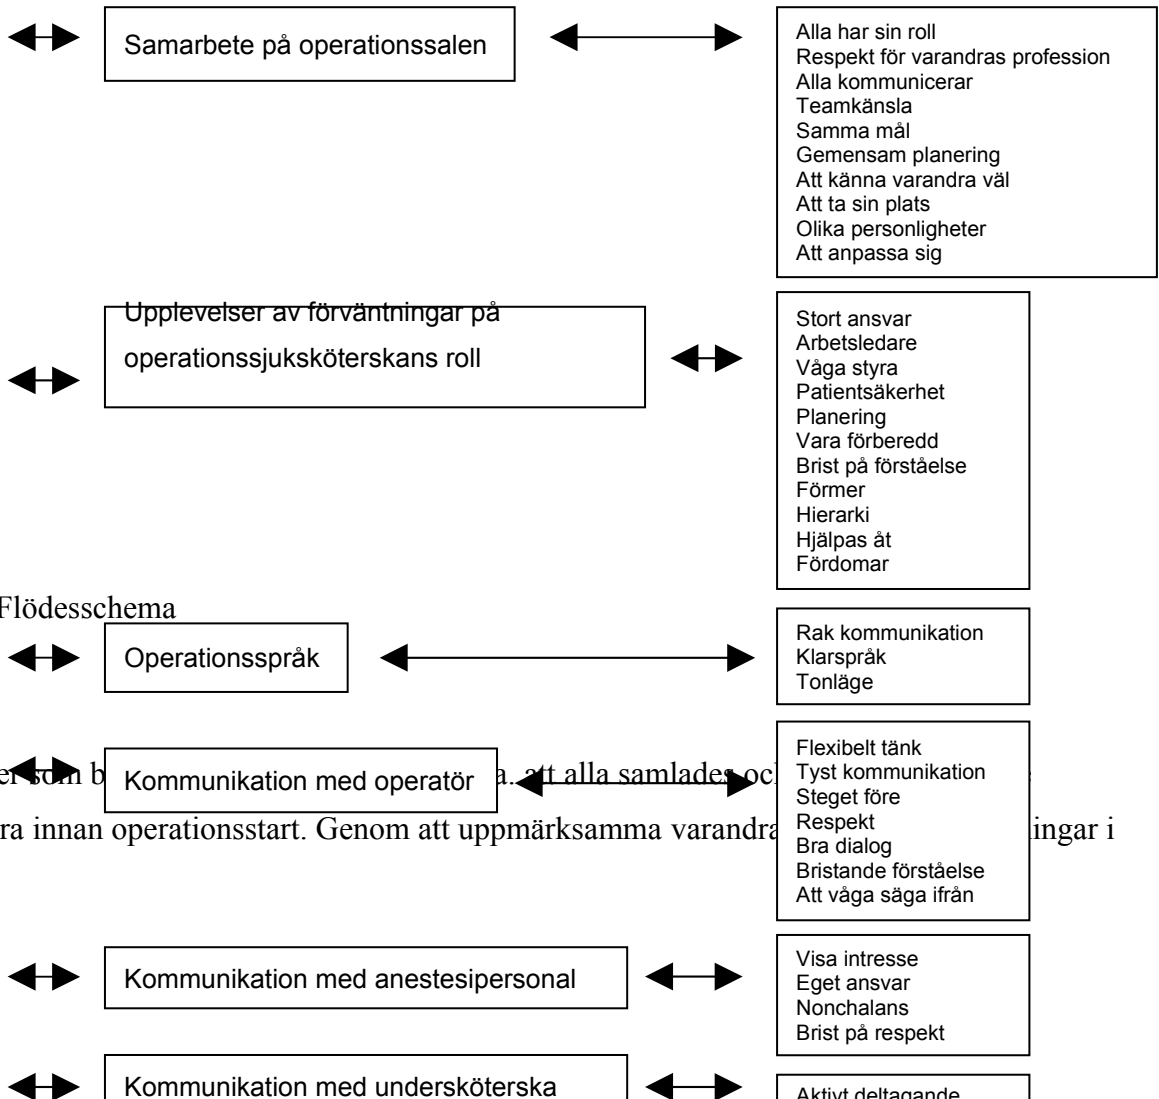 Samarbete på operationssalen
Alla har sin roll
Respekt för varandras profession
Alla kommunicerar
Teamkänsla
Samma mål
Gemensam planering
Att känna varandra väl
Att ta sin plats
Olika personligheter
Att anpassa sig
Upplevelser av förväntningar på
operationssjuksköterskans roll
Stort ansvar
Arbetsledare
Våga styra
Patientsäkerhet
Planering
Vara förberedd
Brist på förståelse
Förmer
Hierarki
Hjälpas åt
Fördomar
Flödesschema
Operationsspråk
Rak kommunikation
Klarspråk
Tonläge
som
att alla samlades
Kommunikation med operatör
Flexibelt tänk
Tyst kommunikation
Steget före
Respekt
Bra dialog
Bristande förståelse
Att våga säga ifrån
ra innan operationsstart. Genom att uppmärksamma varandra
ingar i
Kommunikation med anestesipersonal
Visa intresse
Eget ansvar
Nonchalans
Brist på respekt
Kommunikation med undersköterska
Aktivt deltagande